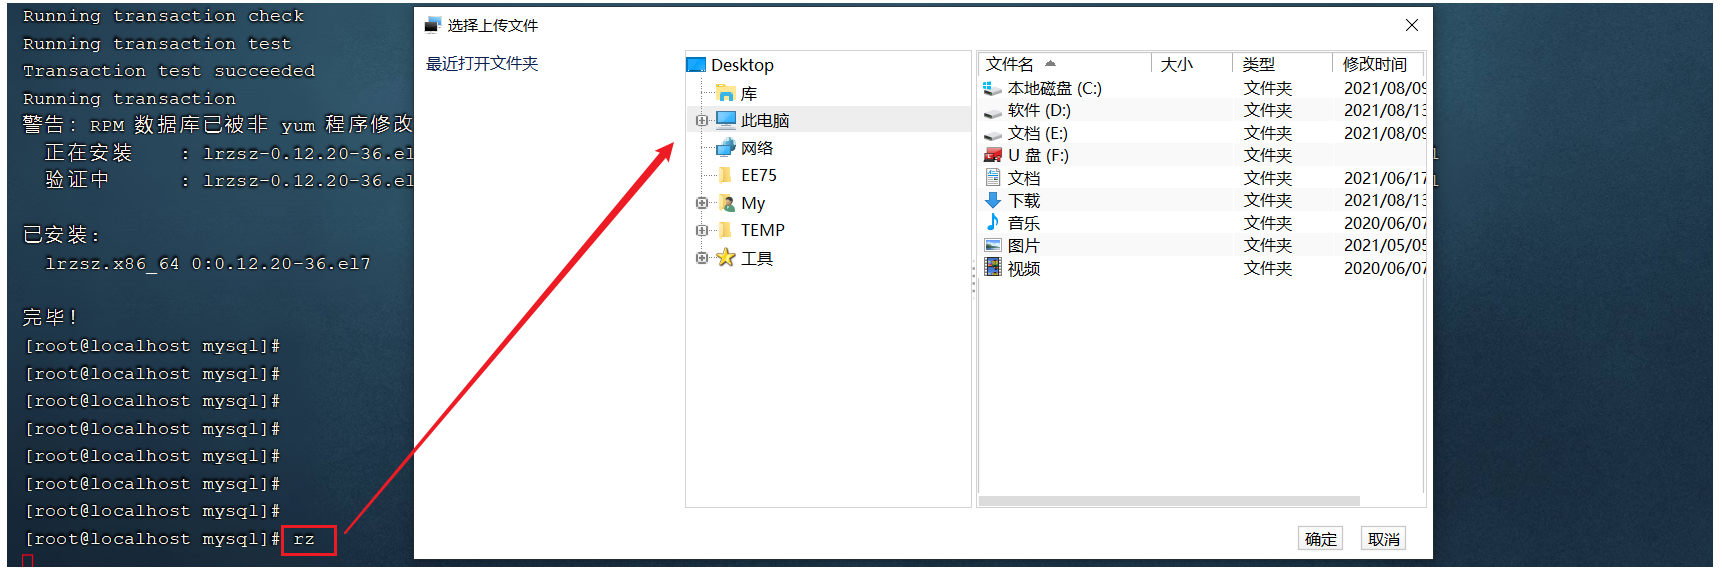 Running transaction check
Running transaction test
Transaction test succeeded
Running transaction
警告：RPM 数据库已被非 yum 程序修改
正在安装    : lrzsz-0.12.20-36.el
验证中      : lrzsz-0.12.20-36.el
已安装：
lrzsz.x86_64 0:0.12.20-36.el7
完毕！
[root@localhost mysql]#
[root@localhost mysql]#
[root@localhost mysql]#
[root@localhost mysql]#
[root@localhost mysql]#
[root@localhost mysql]#
[root@localhost mysql]#
[root@localhost mysql]# rz
选择上传文件
最近打开文件夹
Desktop
库
此电脑
网络
EE75
My
TEMP
工具
文件名 大小 类型 修改时间
本地磁盘 (C:) 文件夹 2021/08/09
软件 (D:) 文件夹 2021/08/13
文档 (E:) 文件夹 2021/08/09
U 盘 (F:) 文件夹
文档 文件夹 2021/06/17
下载 文件夹 2021/08/13
音乐 文件夹 2020/06/07
图片 文件夹 2021/05/05
视频 文件夹 2020/06/07
确定 取消